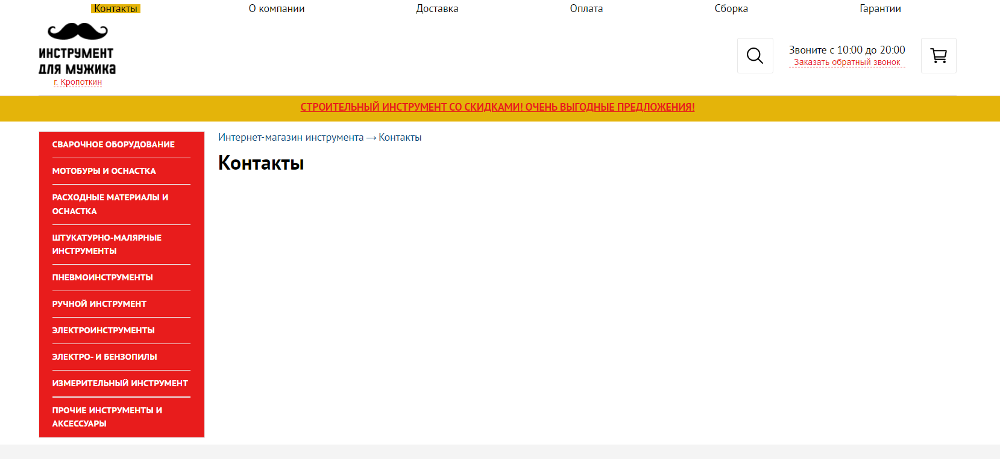 Контакты
О компании
Доставка
Оплата
Сборка
Гарантии
ИНСТРУМЕНТ
ДЛЯ МУЖИКА
г. Кропоткин
Звоните с 10:00 до 20:00
Заказать обратный звонок
СТРОИТЕЛЬНЫЙ ИНСТРУМЕНТ СО СКИДКАМИ! ОЧЕНЬ ВЫГОДНЫЕ ПРЕДЛОЖЕНИЯ!
СВАРОЧНОЕ ОБОРУДОВАНИЕ
МОТОБУРЫ И ОСНАСТКА
РАСХОДНЫЕ МАТЕРИАЛЫ И
ОСНАСТКА
ШТУКАТУРНО-МАЛЯРНЫЕ
ИНСТРУМЕНТЫ
ПНЕВМОИНСТРУМЕНТЫ
РУЧНОЙ ИНСТРУМЕНТ
ЭЛЕКТРОИНСТРУМЕНТЫ
ЭЛЕКТРО- И БЕНЗОПИЛЫ
ИЗМЕРИТЕЛЬНЫЙ ИНСТРУМЕНТ
ПРОЧИЕ ИНСТРУМЕНТЫ И
АКСЕССУАРЫ
Интернет-магазин инструмента → Контакты
Контакты